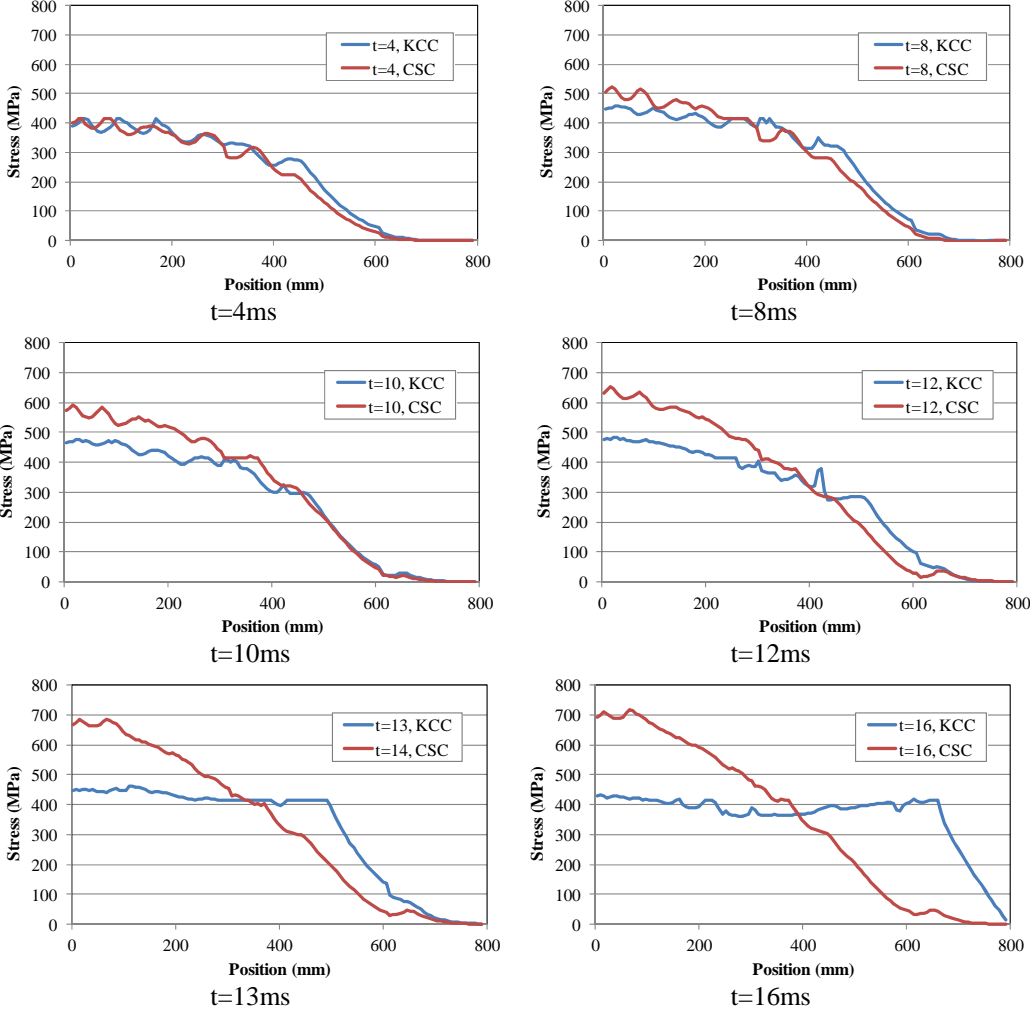 800
700
600
500
400
300
200
100
0
Stress (MPa)
t=4, KCC
t=4, CSC
0 200 400 600 800
Position (mm)
t=4ms
800
700
600
500
400
300
200
100
0
Stress (MPa)
t=8, KCC
t=8, CSC
0 200 400 600 800
Position (mm)
t=8ms
800
700
600
500
400
300
200
100
0
Stress (MPa)
t=10, KCC
t=10, CSC
0 200 400 600 800
Position (mm)
t=10ms
800
700
600
500
400
300
200
100
0
Stress (MPa)
t=12, KCC
t=12, CSC
0 200 400 600 800
Position (mm)
t=12ms
800
700
600
500
400
300
200
100
0
Stress (MPa)
t=13, KCC
t=14, CSC
0 200 400 600 800
Position (mm)
t=13ms
800
700
600
500
400
300
200
100
0
Stress (MPa)
t=16, KCC
t=16, CSC
0 200 400 600 800
Position (mm)
t=16ms